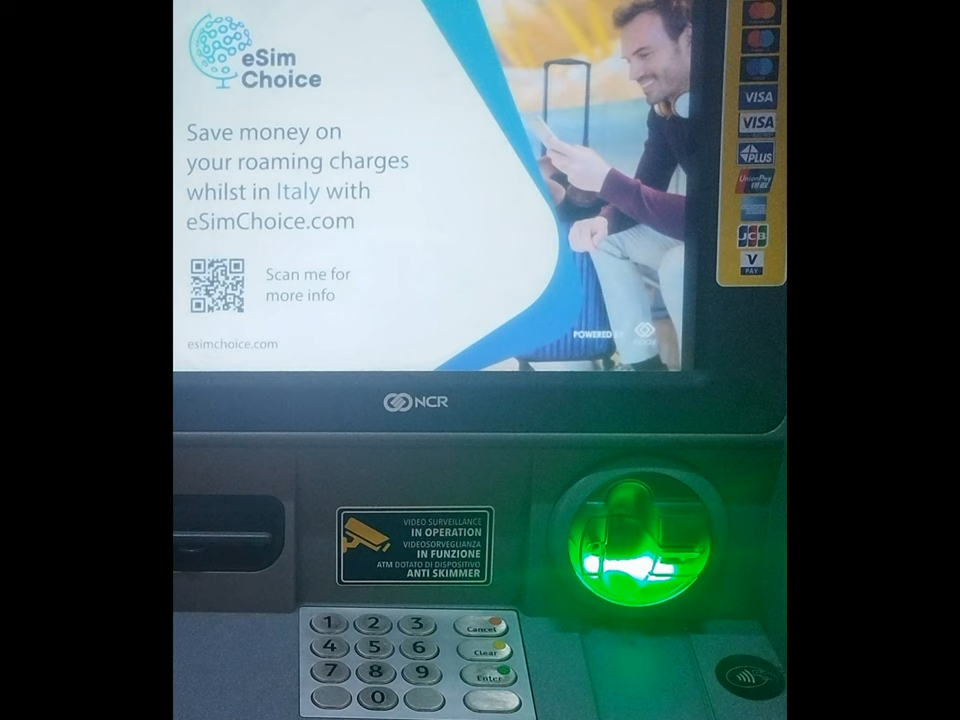 eSim
Choice
Save money on
your roaming charges
whilst in Italy with
eSimChoice.com
Scan me for
more info
esimchoice.com
POWERED BY
VISA
VISA
PLUS
UnionPay
JCB
V
PAY
NCR
VIDEO SURVEILLANCE
IN OPERATION
VIDEOSORVEGLIANZA
IN FUNZIONE
ATM DOTATO DI DISPOSITIVO
ANTI SKIMMER
1 2 3 Cancel
4 5 6 Clear
7 8 9 Enter
0